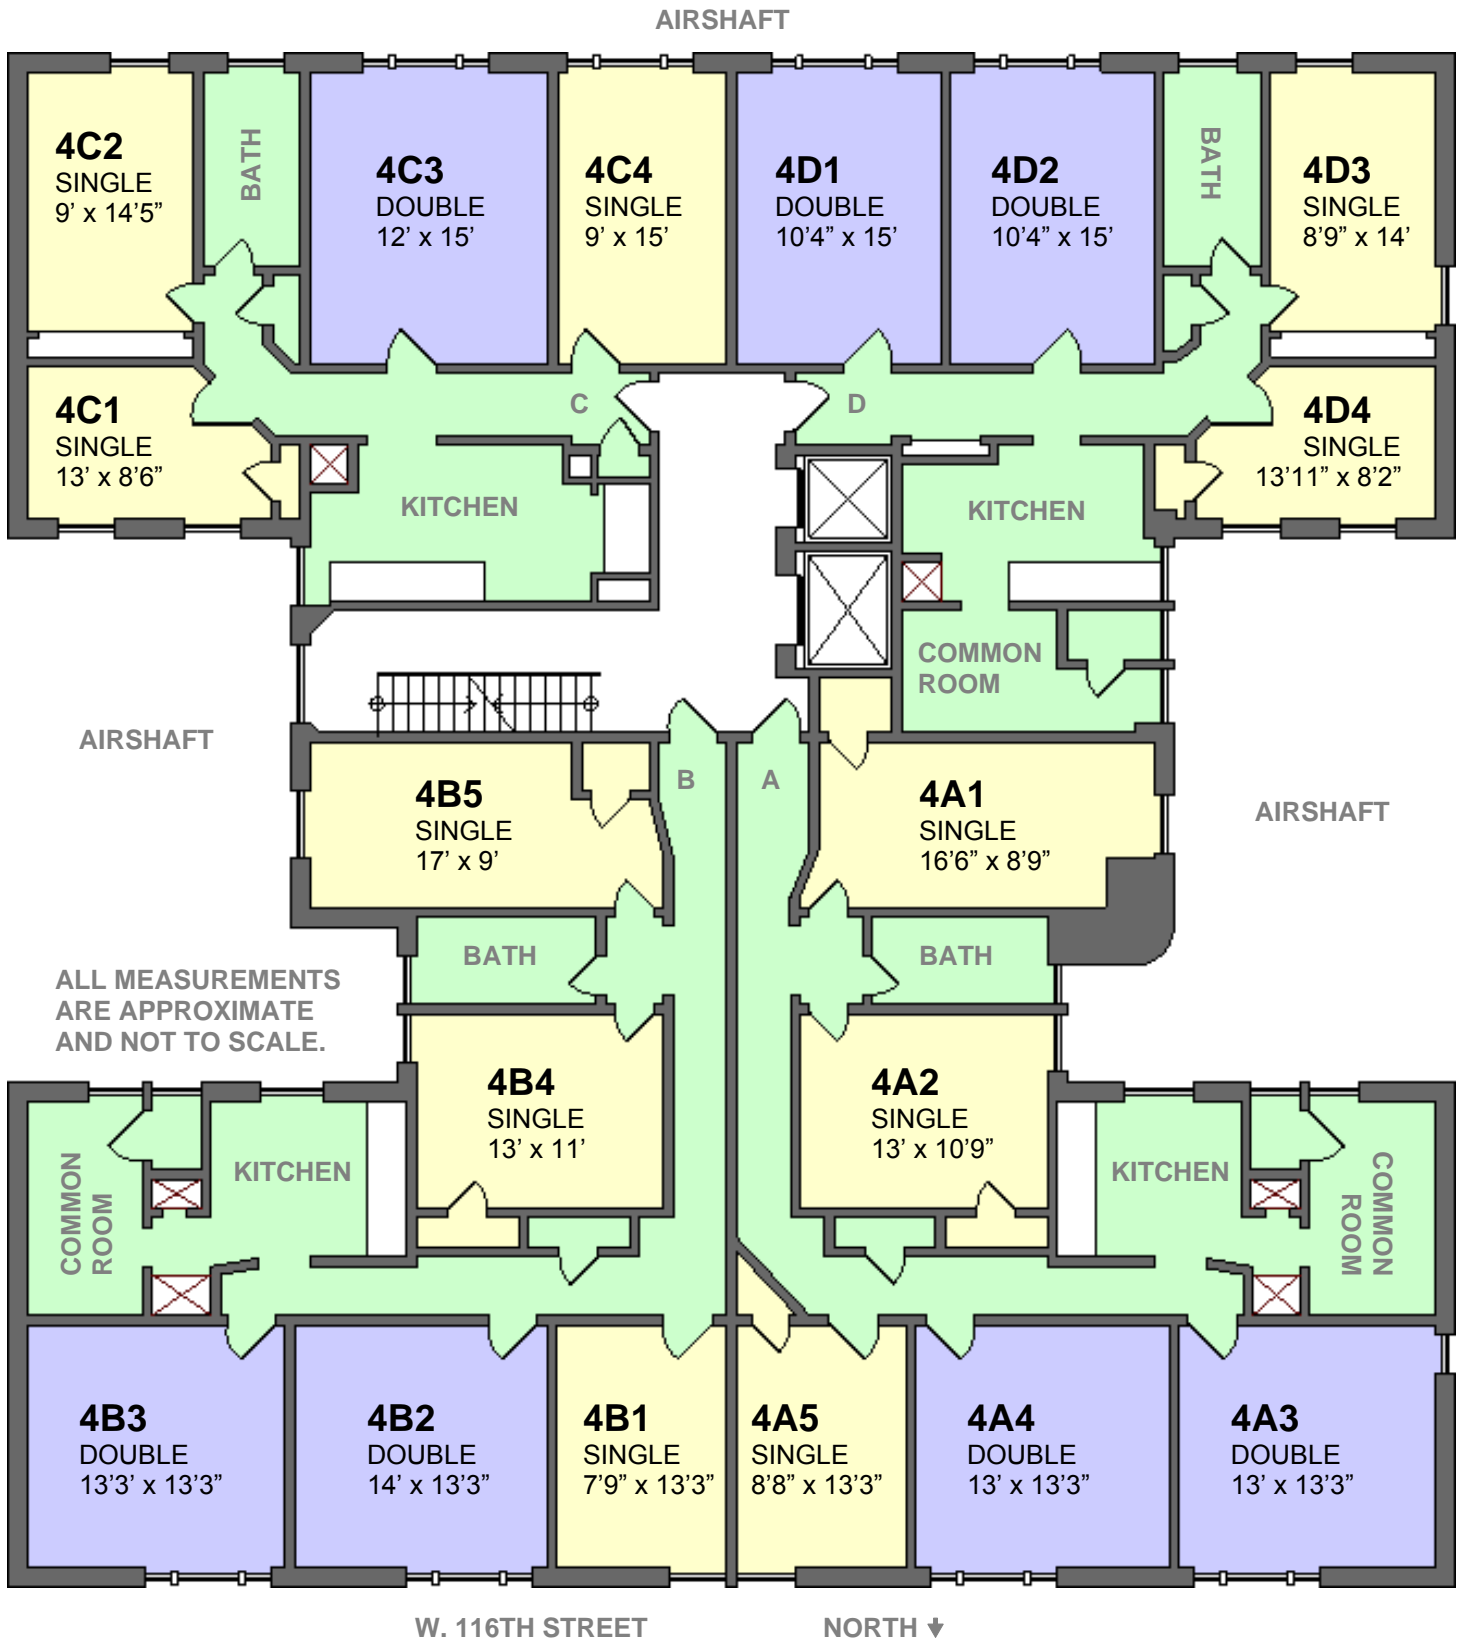 AIRSHAFT
4C2
SINGLE
9’ x 14’5”
BATH
4C3
DOUBLE
12’ x 15’
4C4
SINGLE
9’ x 15’
4D1
DOUBLE
10’4” x 15’
4D2
DOUBLE
10’4” x 15’
BATH
4D3
SINGLE
8’9” x 14’
4C1
SINGLE
13’ x 8’6”
C
D
4D4
SINGLE
13’11” x 8’2”
KITCHEN
KITCHEN
COMMON
ROOM
AIRSHAFT
4B5
SINGLE
17’ x 9’
B
A
4A1
SINGLE
16’6” x 8’9”
AIRSHAFT
BATH
BATH
ALL MEASUREMENTS
ARE APPROXIMATE
AND NOT TO SCALE.
4B4
SINGLE
13’ x 11’
4A2
SINGLE
13’ x 10’9”
COMMON
ROOM
KITCHEN
KITCHEN
COMMON
ROOM
4B3
DOUBLE
13’3’ x 13’3”
4B2
DOUBLE
14’ x 13’3”
4B1
SINGLE
7’9” x 13’3”
4A5
SINGLE
8’8” x 13’3”
4A4
DOUBLE
13’ x 13’3”
4A3
DOUBLE
13’ x 13’3”
W. 116TH STREET
NORTH